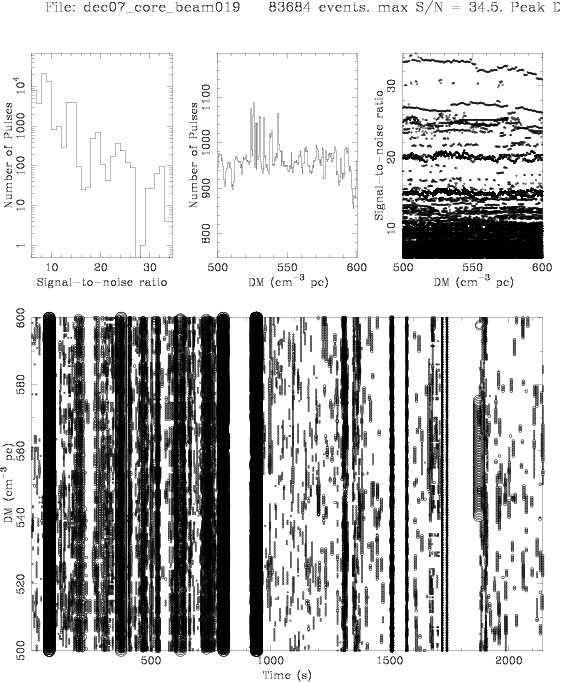 File: dec07_core_beam019 83684 events. max S/N = 34.5. Peak D
Number of Pulses
10⁴
1000
100
10
1
10 20 30
Signal-to-noise ratio
Number of Pulses
1100
1000
900
800
500 550 600
DM (cm⁻³ pc)
Signal-to-noise ratio
30
20
10
500 550 600
DM (cm⁻³ pc)
DM (cm⁻³ pc)
600
580
560
540
520
500
500 1000 1500 2000
Time (s)